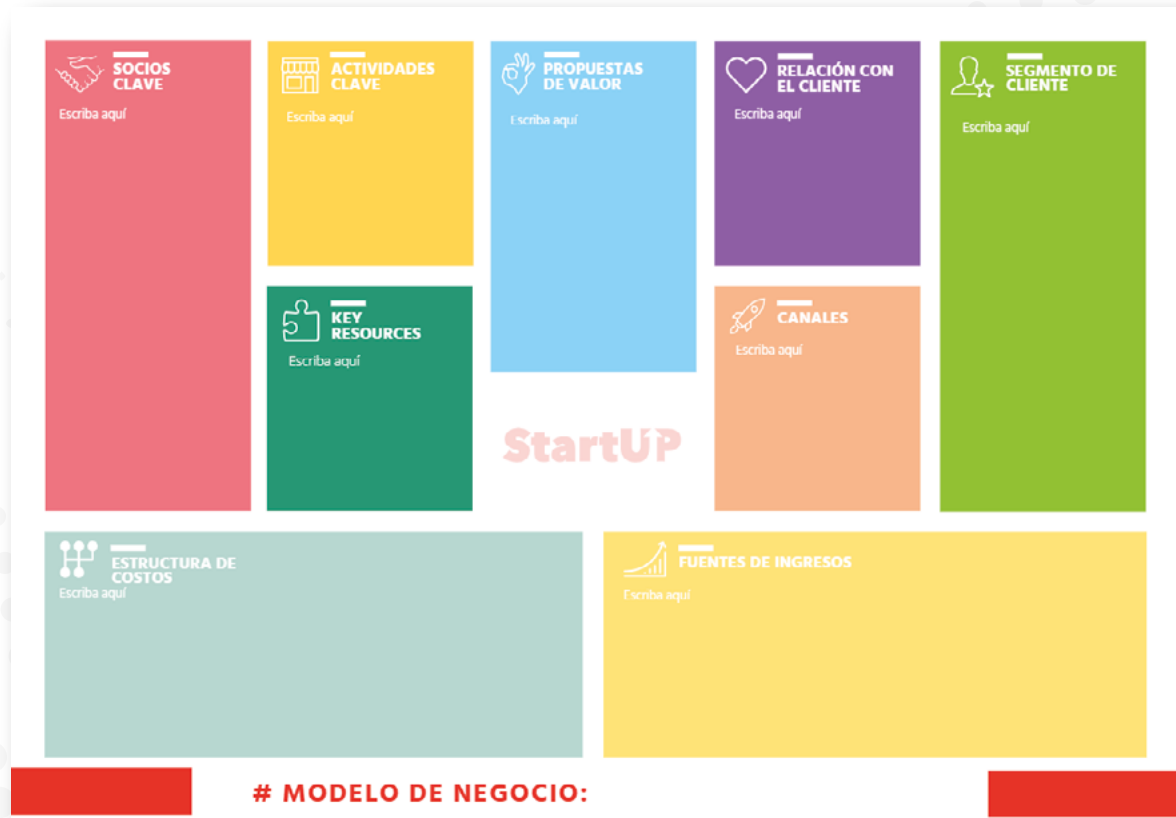 SOCIOS
CLAVE
Escriba aquí
ACTIVIDADES
CLAVE
Escriba aquí
KEY
RESOURCES
Escriba aquí
PROPUESTAS
DE VALOR
Escriba aquí
RELACIÓN CON
EL CLIENTE
Escriba aquí
CANALES
Escriba aquí
SEGMENTO DE
CLIENTE
Escriba aquí
StartUP
ESTRUCTURA DE
COSTOS
Escriba aquí
FUENTES DE INGRESOS
Escriba aquí
# MODELO DE NEGOCIO: